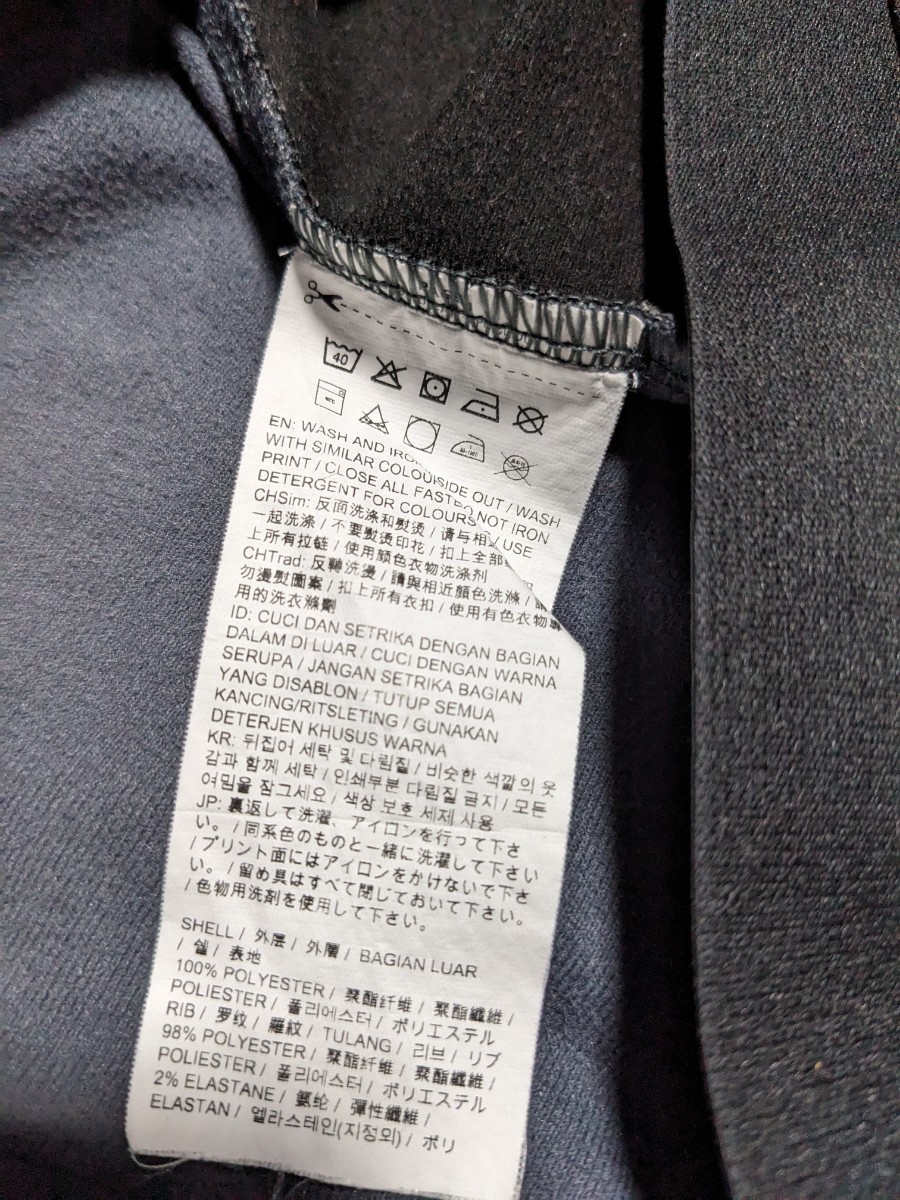 40
EN: WASH AND IRON
WITH SIMILAR COLOU SIDE OUT / WASH
PRINT / CLOSE ALL FASTE NOT IRON
DETERGENT FOR COLOURS / USE
CHSim: 反面洗涤和熨烫 / 请与相
一起洗涤 / 不要熨烫印花 / 扣上全部
上所有拉链 / 使用颜色衣物洗涤剂
CHTrad: 反轉洗燙 / 請與相近顏色洗滌 /
勿燙熨圖案 / 扣上所有衣扣 / 使用有色衣物專
用的洗衣滌劑
ID: CUCI DAN SETRIKA DENGAN BAGIAN
DALAM DI LUAR / CUCI DENGAN WARNA
SERUPA / JANGAN SETRIKA BAGIAN
YANG DISABLON / TUTUP SEMUA
KANCING/RITSLETING / GUNAKAN
DETERJEN KHUSUS WARNA
KR: 뒤집어 세탁 및 다림질 / 비슷한 색깔의 옷
감과 함께 세탁 / 인쇄부분 다림질 금지 / 모든
여밈을 잠그세요 / 색상 보호 세제 사용
JP: 裏返して洗濯、アイロンを行って下さ
い。 / 同系色のものと一緒に洗濯して下さい
/ プリント面にはアイロンをかけないで下さ
い。 / 留め具はすべて閉じておいて下さい。
/ 色物用洗剤を使用して下さい。
SHELL / 外层 / 外層 / BAGIAN LUAR
/ 쉘 / 表地
100% POLYESTER / 聚酯纤维 / 聚酯纖維 /
POLIESTER / 폴리에스터 / ポリエステル
RIB / 罗纹 / 羅紋 / TULANG / 리브 / リブ
98% POLYESTER / 聚酯纤维 / 聚酯纖維 /
POLIESTER / 폴리에스터 / ポリエステル
2% ELASTANE / 氨纶 / 彈性纖維 /
ELASTAN / 엘라스테인(지정외) / ポリ